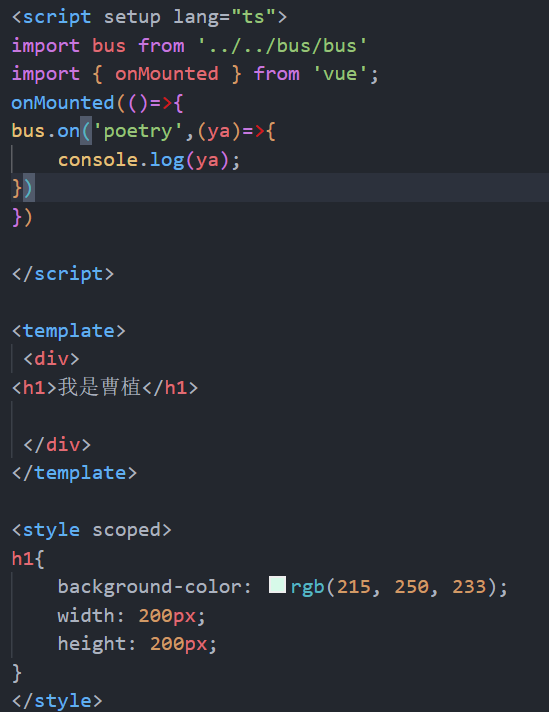 <script setup lang="ts">
import bus from '../../bus/bus'
import { onMounted } from 'vue';
onMounted(()=>{
bus.on('poetry',(ya)=>{
    console.log(ya);
})
})
</script>
<template>
 <div>
<h1>我是曹植</h1>
 </div>
</template>
<style scoped>
h1{
    background-color: rgb(215, 250, 233);
    width: 200px;
    height: 200px;
}
</style>